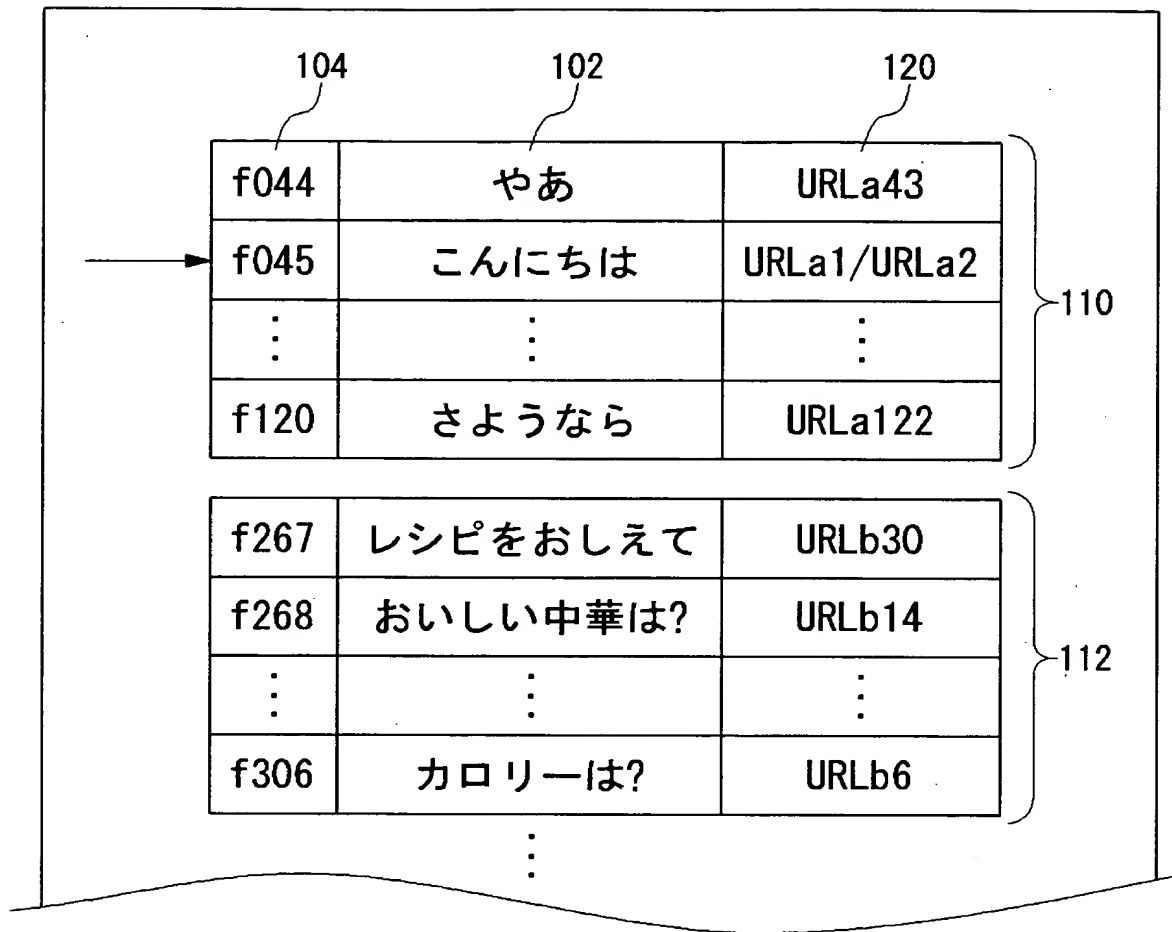 104 102 120
f044 やあ URLa43
f045 こんにちは URLa1/URLa2
⋮ ⋮ ⋮
110
f120 さようなら URLa122
f267 レシピをおしえて URLb30
f268 おいしい中華は? URLb14
112
⋮ ⋮ ⋮
f306 カロリーは? URLb6
⋮